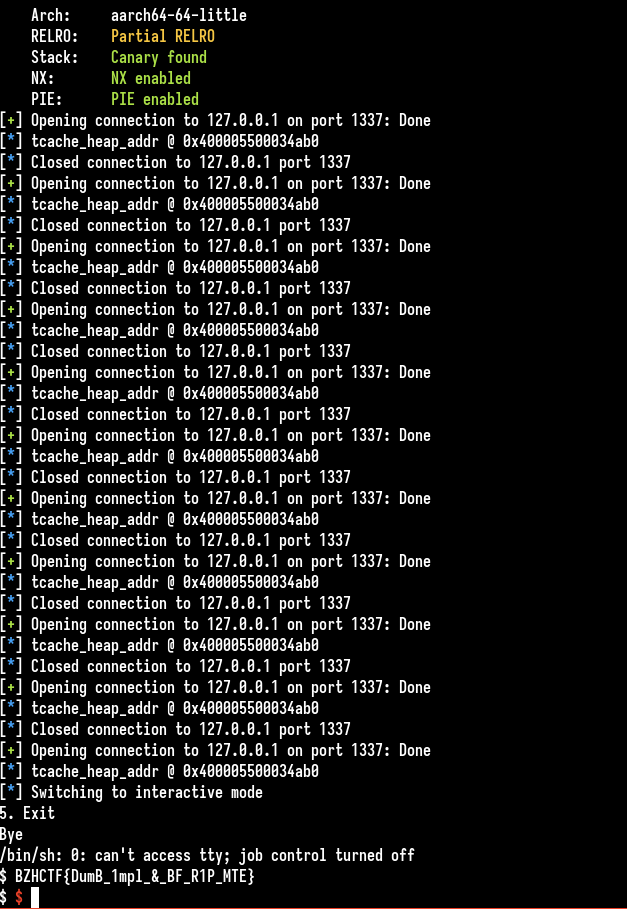 Arch:     aarch64-64-little
RELRO:    Partial RELRO
Stack:    Canary found
NX:       NX enabled
PIE:      PIE enabled
[+] Opening connection to 127.0.0.1 on port 1337: Done
[*] tcache_heap_addr @ 0x400005500034ab0
[*] Closed connection to 127.0.0.1 port 1337
[+] Opening connection to 127.0.0.1 on port 1337: Done
[*] tcache_heap_addr @ 0x400005500034ab0
[*] Closed connection to 127.0.0.1 port 1337
[+] Opening connection to 127.0.0.1 on port 1337: Done
[*] tcache_heap_addr @ 0x400005500034ab0
[*] Closed connection to 127.0.0.1 port 1337
[+] Opening connection to 127.0.0.1 on port 1337: Done
[*] tcache_heap_addr @ 0x400005500034ab0
[*] Closed connection to 127.0.0.1 port 1337
[+] Opening connection to 127.0.0.1 on port 1337: Done
[*] tcache_heap_addr @ 0x400005500034ab0
[*] Closed connection to 127.0.0.1 port 1337
[+] Opening connection to 127.0.0.1 on port 1337: Done
[*] tcache_heap_addr @ 0x400005500034ab0
[*] Closed connection to 127.0.0.1 port 1337
[+] Opening connection to 127.0.0.1 on port 1337: Done
[*] tcache_heap_addr @ 0x400005500034ab0
[*] Closed connection to 127.0.0.1 port 1337
[+] Opening connection to 127.0.0.1 on port 1337: Done
[*] tcache_heap_addr @ 0x400005500034ab0
[*] Closed connection to 127.0.0.1 port 1337
[+] Opening connection to 127.0.0.1 on port 1337: Done
[*] tcache_heap_addr @ 0x400005500034ab0
[*] Closed connection to 127.0.0.1 port 1337
[+] Opening connection to 127.0.0.1 on port 1337: Done
[*] tcache_heap_addr @ 0x400005500034ab0
[*] Closed connection to 127.0.0.1 port 1337
[+] Opening connection to 127.0.0.1 on port 1337: Done
[*] tcache_heap_addr @ 0x400005500034ab0
[*] Switching to interactive mode
5. Exit
Bye
/bin/sh: 0: can't access tty; job control turned off
$ BZHCTF{DumB_1mpl_&_BF_R1P_MTE}
$ $